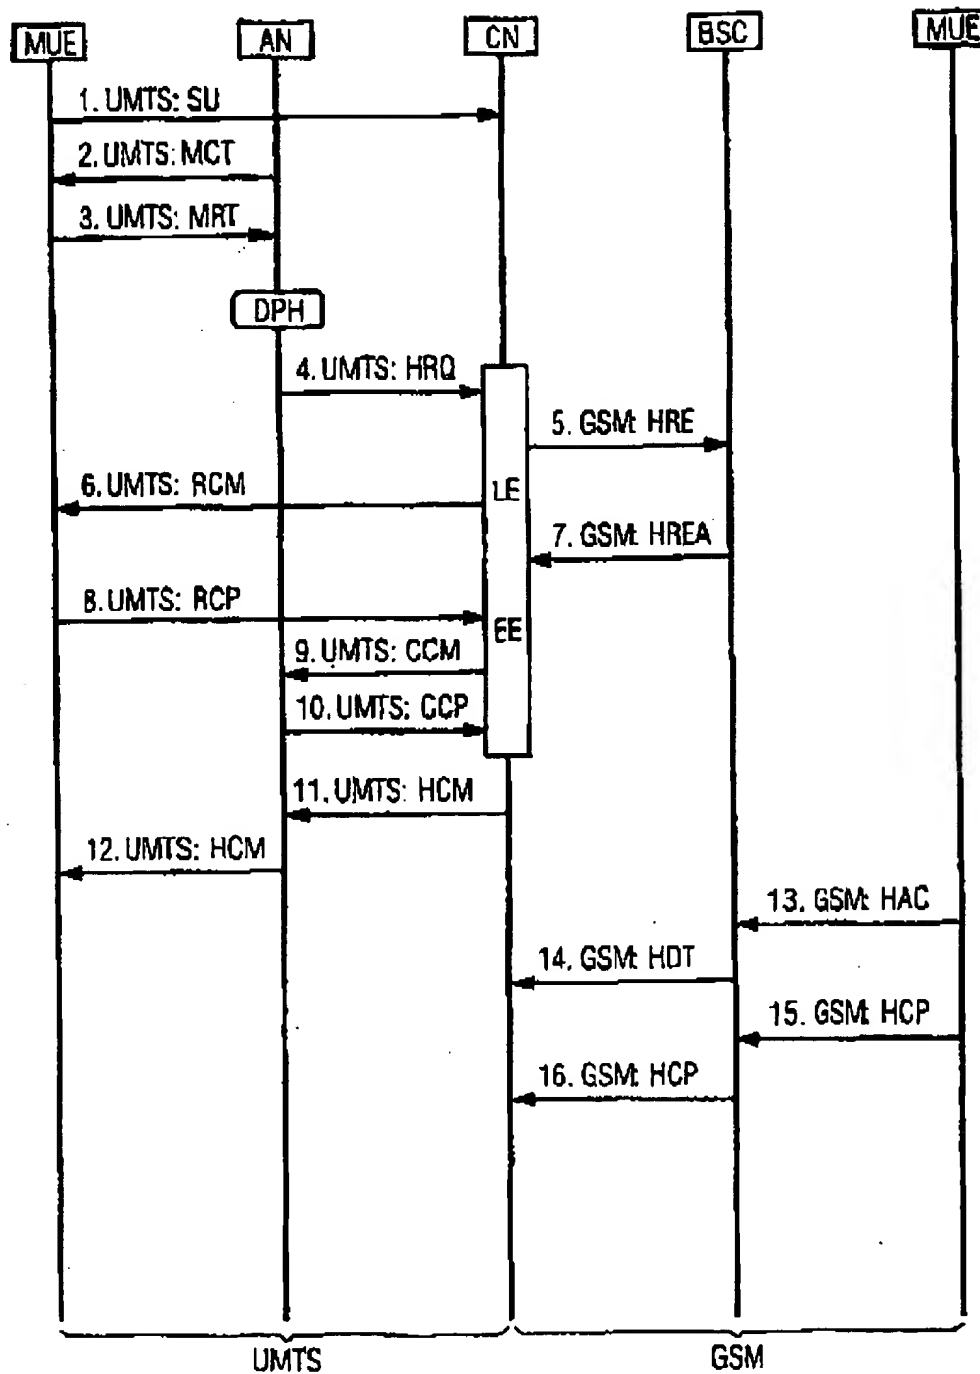 MUE
AN
CN
BSC
MUE
1. UMTS: SU
2. UMTS: MCT
3. UMTS: MRT
DPH
4. UMTS: HRQ
5. GSM: HRE
6. UMTS: RCM
LE
7. GSM: HREA
8. UMTS: RCP
EE
9. UMTS: CCM
10. UMTS: CCP
11. UMTS: HCM
12. UMTS: HCM
13. GSM: HAC
14. GSM: HDT
15. GSM: HCP
16. GSM: HCP
UMTS
GSM